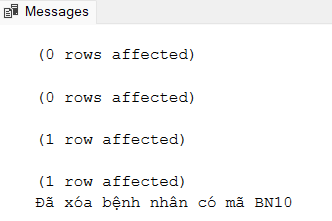 Messages
(0 rows affected)
(0 rows affected)
(1 row affected)
(1 row affected)
Đã xóa bệnh nhân có mã BN10